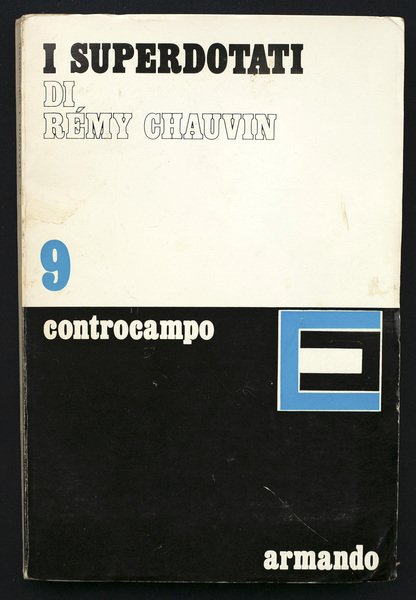 I SUPERDOTATI
DI
RÉMY CHAUVIN
9
controcampo
armando